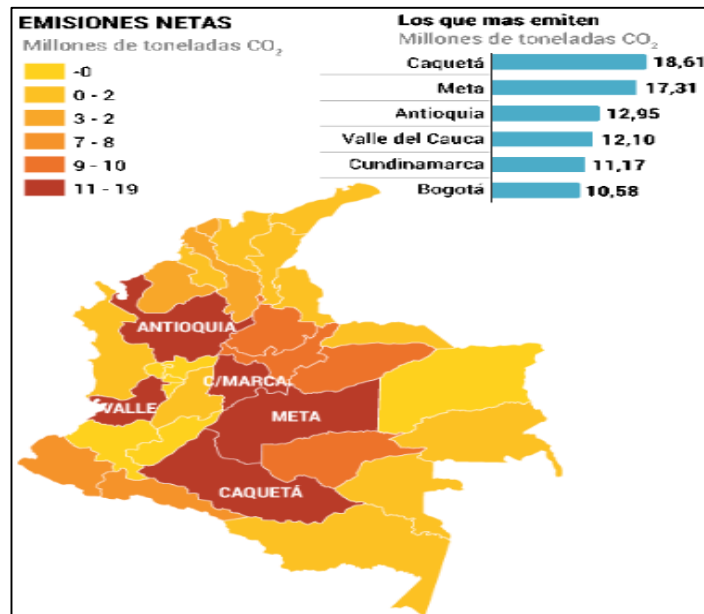 EMISIONES NETAS
Millones de toneladas CO₂
-0
0 - 2
3 - 2
7 - 8
9 - 10
11 - 19
Los que mas emiten
Millones de toneladas CO₂
Caquetá 18,61
Meta 17,31
Antioquia 12,95
Valle del Cauca 12,10
Cundinamarca 11,17
Bogotá 10,58
ANTIOQUIA
C/MARCA
VALLE
META
CAQUETÁ